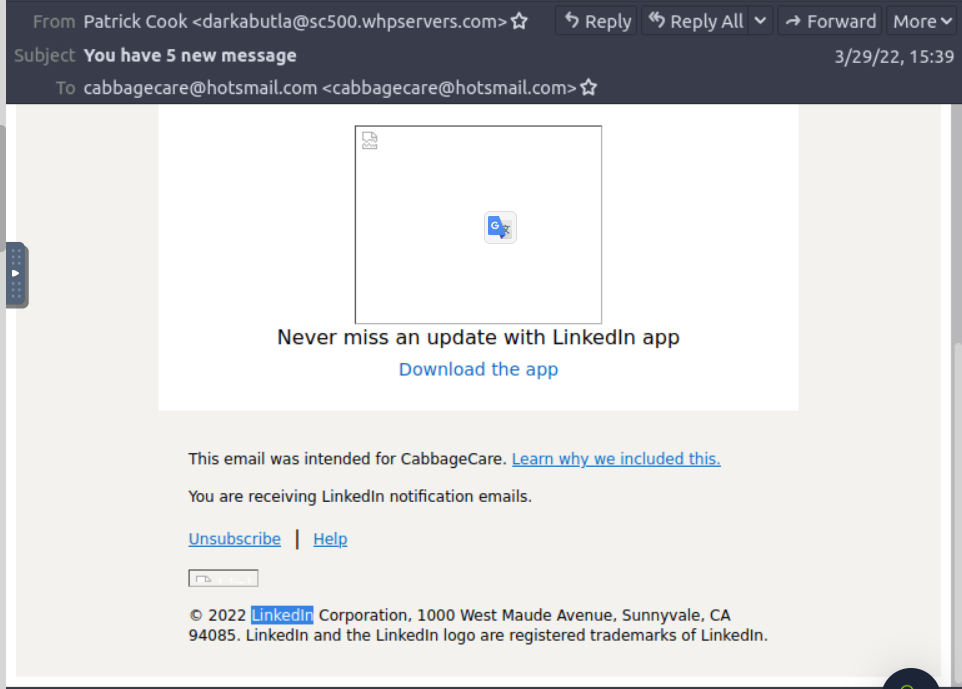 From Patrick Cook <darkabutla@sc500.whpservers.com> Reply Reply All Forward More
Subject You have 5 new message 3/29/22, 15:39
To cabbagecare@hotsmail.com <cabbagecare@hotsmail.com>
Never miss an update with LinkedIn app
Download the app
This email was intended for CabbageCare. Learn why we included this.
You are receiving LinkedIn notification emails.
Unsubscribe | Help
© 2022 LinkedIn Corporation, 1000 West Maude Avenue, Sunnyvale, CA
94085. LinkedIn and the LinkedIn logo are registered trademarks of LinkedIn.